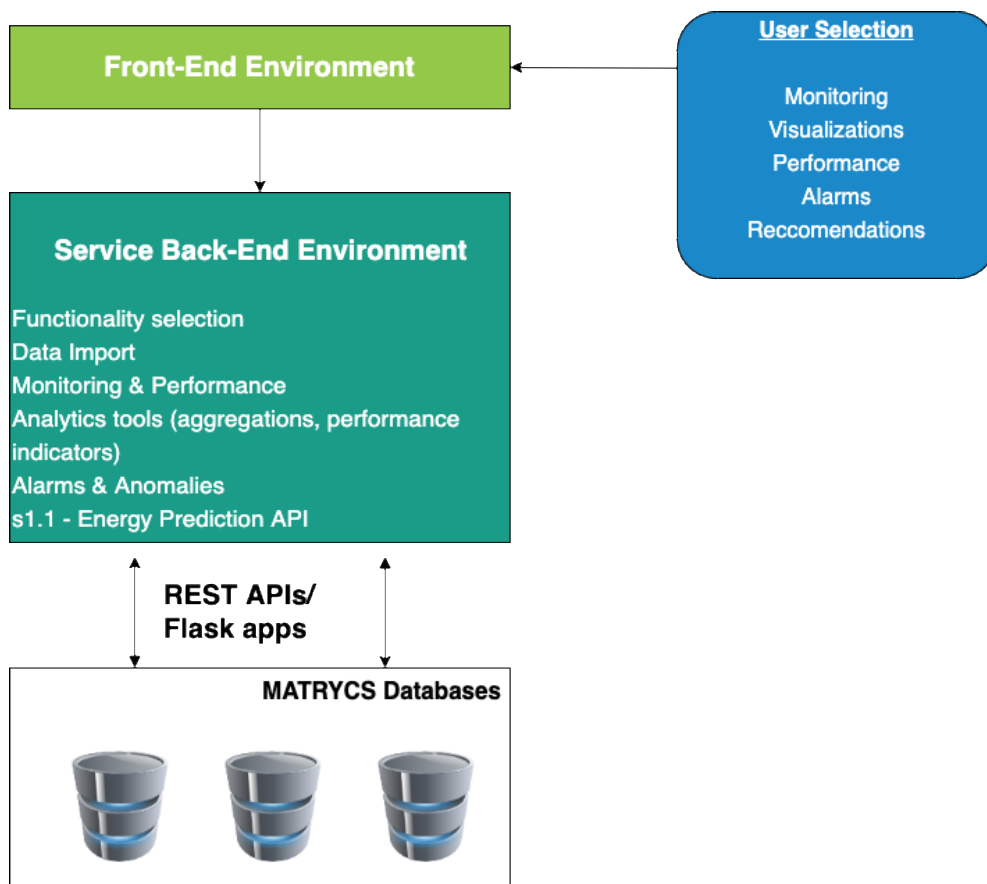 Front-End Environment
User Selection
Monitoring
Visualizations
Performance
Alarms
Reccomendations
Service Back-End Environment
Functionality selection
Data Import
Monitoring & Performance
Analytics tools (aggregations, performance
indicators)
Alarms & Anomalies
s1.1 - Energy Prediction API
REST APIs/
Flask apps
MATRYCS Databases